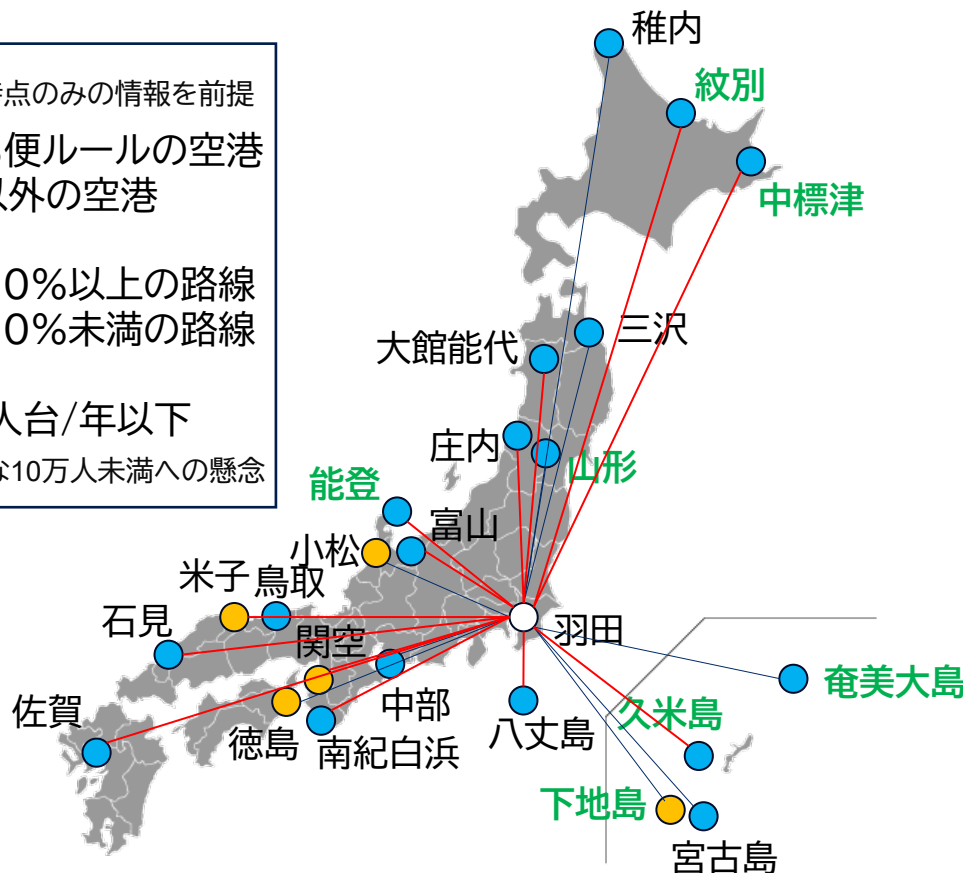 点のみの情報を前提
便ルールの空港
以外の空港
0%以上の路線
0%未満の路線
人台/年以下
な10万人未満への懸念
稚内
紋別
中標津
三沢
大館能代
庄内
山形
能登
富山
小松
米子
鳥取
石見
関空
羽田
佐賀
中部
徳島
南紀白浜
八丈島
奄美大島
久米島
下地島
宮古島